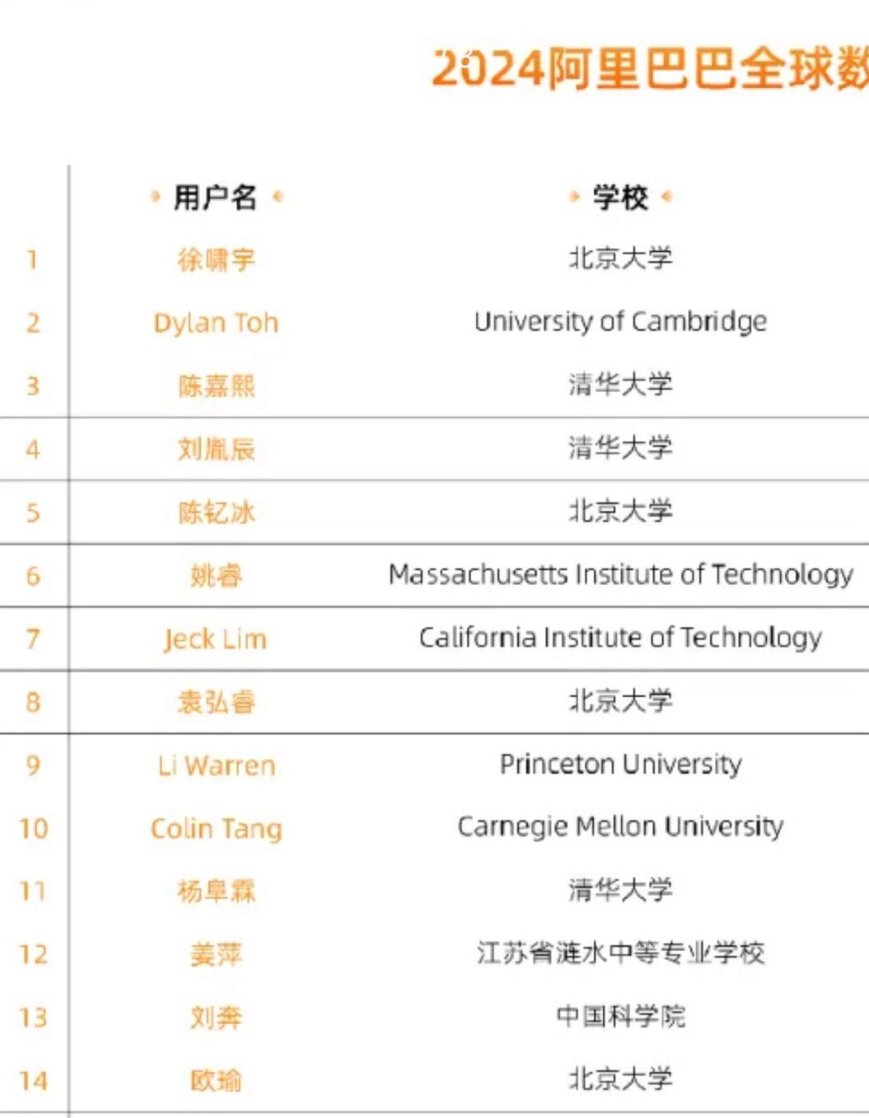 2024阿里巴巴全球数
用户名 学校
1 徐啸宇 北京大学
2 Dylan Toh University of Cambridge
3 陈嘉熙 清华大学
4 刘胤辰 清华大学
5 陈钇冰 北京大学
6 姚睿 Massachusetts Institute of Technology
7 Jeck Lim California Institute of Technology
8 袁弘睿 北京大学
9 Li Warren Princeton University
10 Colin Tang Carnegie Mellon University
11 杨阜霖 清华大学
12 姜萍 江苏省涟水中等专业学校
13 刘奔 中国科学院
14 欧瑜 北京大学